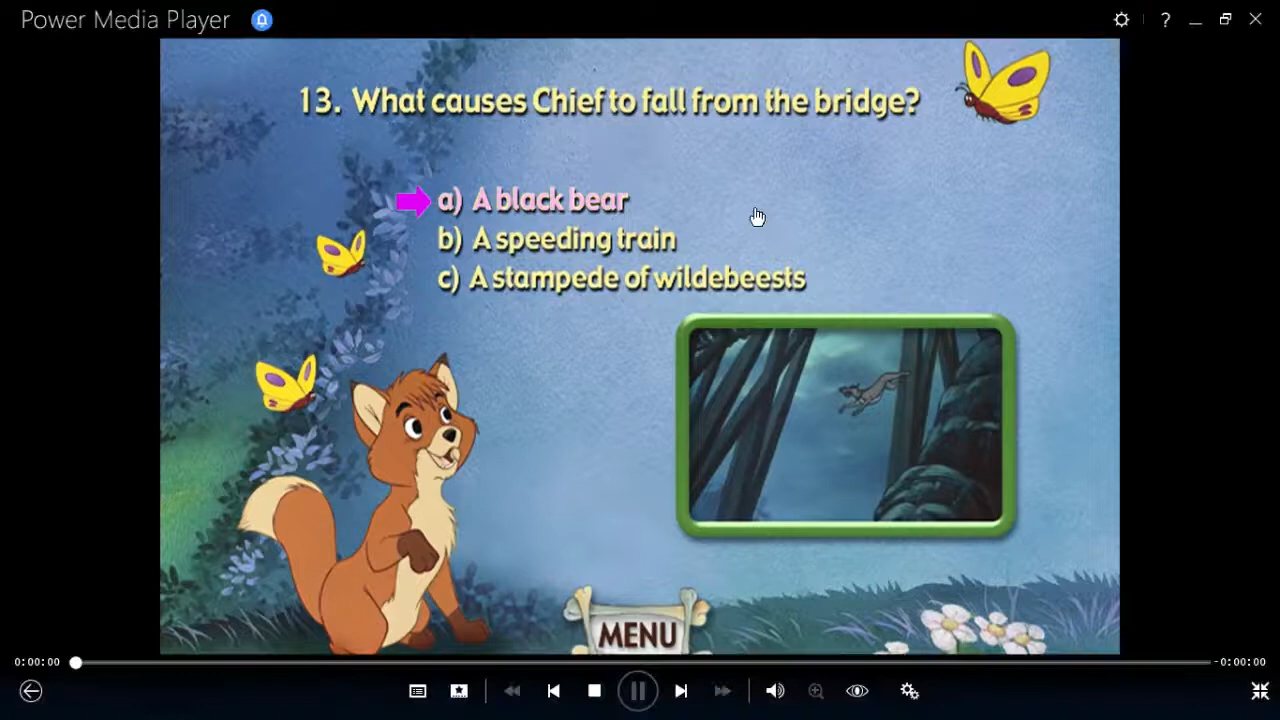 Power Media Player
?
13. What causes Chief to fall from the bridge?
a) A black bear
b) A speeding train
c) A stampede of wildebeests
MENU
0:00:00
-0:00:00